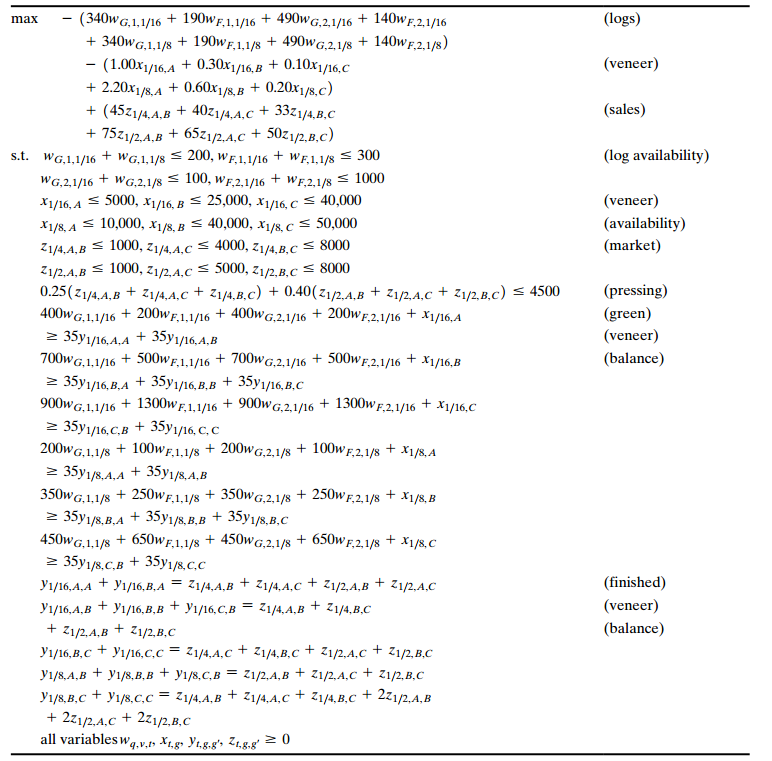 max − (340w_{G,1,1/16} + 190w_{F,1,1/16} + 490w_{G,2,1/16} + 140w_{F,2,1/16} (logs)
+ 340w_{G,1,1/8} + 190w_{F,1,1/8} + 490w_{G,2,1/8} + 140w_{F,2,1/8})
− (1.00x_{1/16,A} + 0.30x_{1/16,B} + 0.10x_{1/16,C} (veneer)
+ 2.20x_{1/8,A} + 0.60x_{1/8,B} + 0.20x_{1/8,C})
+ (45z_{1/4,A,B} + 40z_{1/4,A,C} + 33z_{1/4,B,C} (sales)
+ 75z_{1/2,A,B} + 65z_{1/2,A,C} + 50z_{1/2,B,C})
s.t. w_{G,1,1/16} + w_{G,1,1/8} ≤ 200, w_{F,1,1/16} + w_{F,1,1/8} ≤ 300 (log availability)
w_{G,2,1/16} + w_{G,2,1/8} ≤ 100, w_{F,2,1/16} + w_{F,2,1/8} ≤ 1000
x_{1/16,A} ≤ 5000, x_{1/16,B} ≤ 25,000, x_{1/16,C} ≤ 40,000 (veneer)
x_{1/8,A} ≤ 10,000, x_{1/8,B} ≤ 40,000, x_{1/8,C} ≤ 50,000 (availability)
z_{1/4,A,B} ≤ 1000, z_{1/4,A,C} ≤ 4000, z_{1/4,B,C} ≤ 8000 (market)
z_{1/2,A,B} ≤ 1000, z_{1/2,A,C} ≤ 5000, z_{1/2,B,C} ≤ 8000
0.25(z_{1/4,A,B} + z_{1/4,A,C} + z_{1/4,B,C}) + 0.40(z_{1/2,A,B} + z_{1/2,A,C} + z_{1/2,B,C}) ≤ 4500 (pressing)
400w_{G,1,1/16} + 200w_{F,1,1/16} + 400w_{G,2,1/16} + 200w_{F,2,1/16} + x_{1/16,A} (green)
≥ 35y_{1/16,A,A} + 35y_{1/16,A,B} (veneer)
700w_{G,1,1/16} + 500w_{F,1,1/16} + 700w_{G,2,1/16} + 500w_{F,2,1/16} + x_{1/16,B} (balance)
≥ 35y_{1/16,B,A} + 35y_{1/16,B,B} + 35y_{1/16,B,C}
900w_{G,1,1/16} + 1300w_{F,1,1/16} + 900w_{G,2,1/16} + 1300w_{F,2,1/16} + x_{1/16,C}
≥ 35y_{1/16,C,B} + 35y_{1/16,C,C}
200w_{G,1,1/8} + 100w_{F,1,1/8} + 200w_{G,2,1/8} + 100w_{F,2,1/8} + x_{1/8,A}
≥ 35y_{1/8,A,A} + 35y_{1/8,A,B}
350w_{G,1,1/8} + 250w_{F,1,1/8} + 350w_{G,2,1/8} + 250w_{F,2,1/8} + x_{1/8,B}
≥ 35y_{1/8,B,A} + 35y_{1/8,B,B} + 35y_{1/8,B,C}
450w_{G,1,1/8} + 650w_{F,1,1/8} + 450w_{G,2,1/8} + 650w_{F,2,1/8} + x_{1/8,C}
≥ 35y_{1/8,C,B} + 35y_{1/8,C,C}
y_{1/16,A,A} + y_{1/16,B,A} = z_{1/4,A,B} + z_{1/4,A,C} + z_{1/2,A,B} + z_{1/2,A,C} (finished)
y_{1/16,A,B} + y_{1/16,B,B} + y_{1/16,C,B} = z_{1/4,A,B} + z_{1/4,B,C} (veneer)
+ z_{1/2,A,B} + z_{1/2,B,C} (balance)
y_{1/16,B,C} + y_{1/16,C,C} = z_{1/4,A,C} + z_{1/4,B,C} + z_{1/2,A,C} + z_{1/2,B,C}
y_{1/8,A,B} + y_{1/8,B,B} + y_{1/8,C,B} = z_{1/2,A,B} + z_{1/2,A,C} + z_{1/2,B,C}
y_{1/8,B,C} + y_{1/8,C,C} = z_{1/4,A,B} + z_{1/4,A,C} + z_{1/4,B,C} + 2z_{1/2,A,B}
+ 2z_{1/2,A,C} + 2z_{1/2,B,C}
all variables w_{q,v,t}, x_{t,g}, y_{t,g,g'}, z_{t,g,g'} ≥ 0